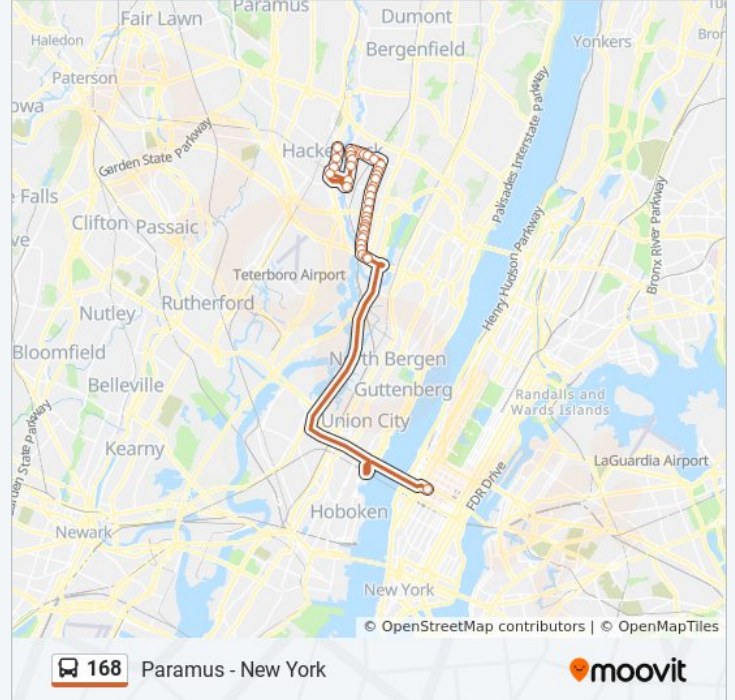 Paramus
Fair Lawn
Dumont
Haledon
Bergenfield
Yonkers
Paterson
Garden State Parkway
Palisades Interstate Parkway
Falls
Clifton
Passaic
Teterboro Airport
Henry Hudson Parkway
Bronx River Parkway
Rutherford
Nutley
Bloomfield
Belleville
North Bergen
Guttenberg
Randalls and
Wards Islands
Union City
Kearny
LaGuardia Airport
FDR Drive
Hoboken
Newark
New York
© OpenStreetMap contributors | © OpenMapTiles
168 Paramus - New York
moovit